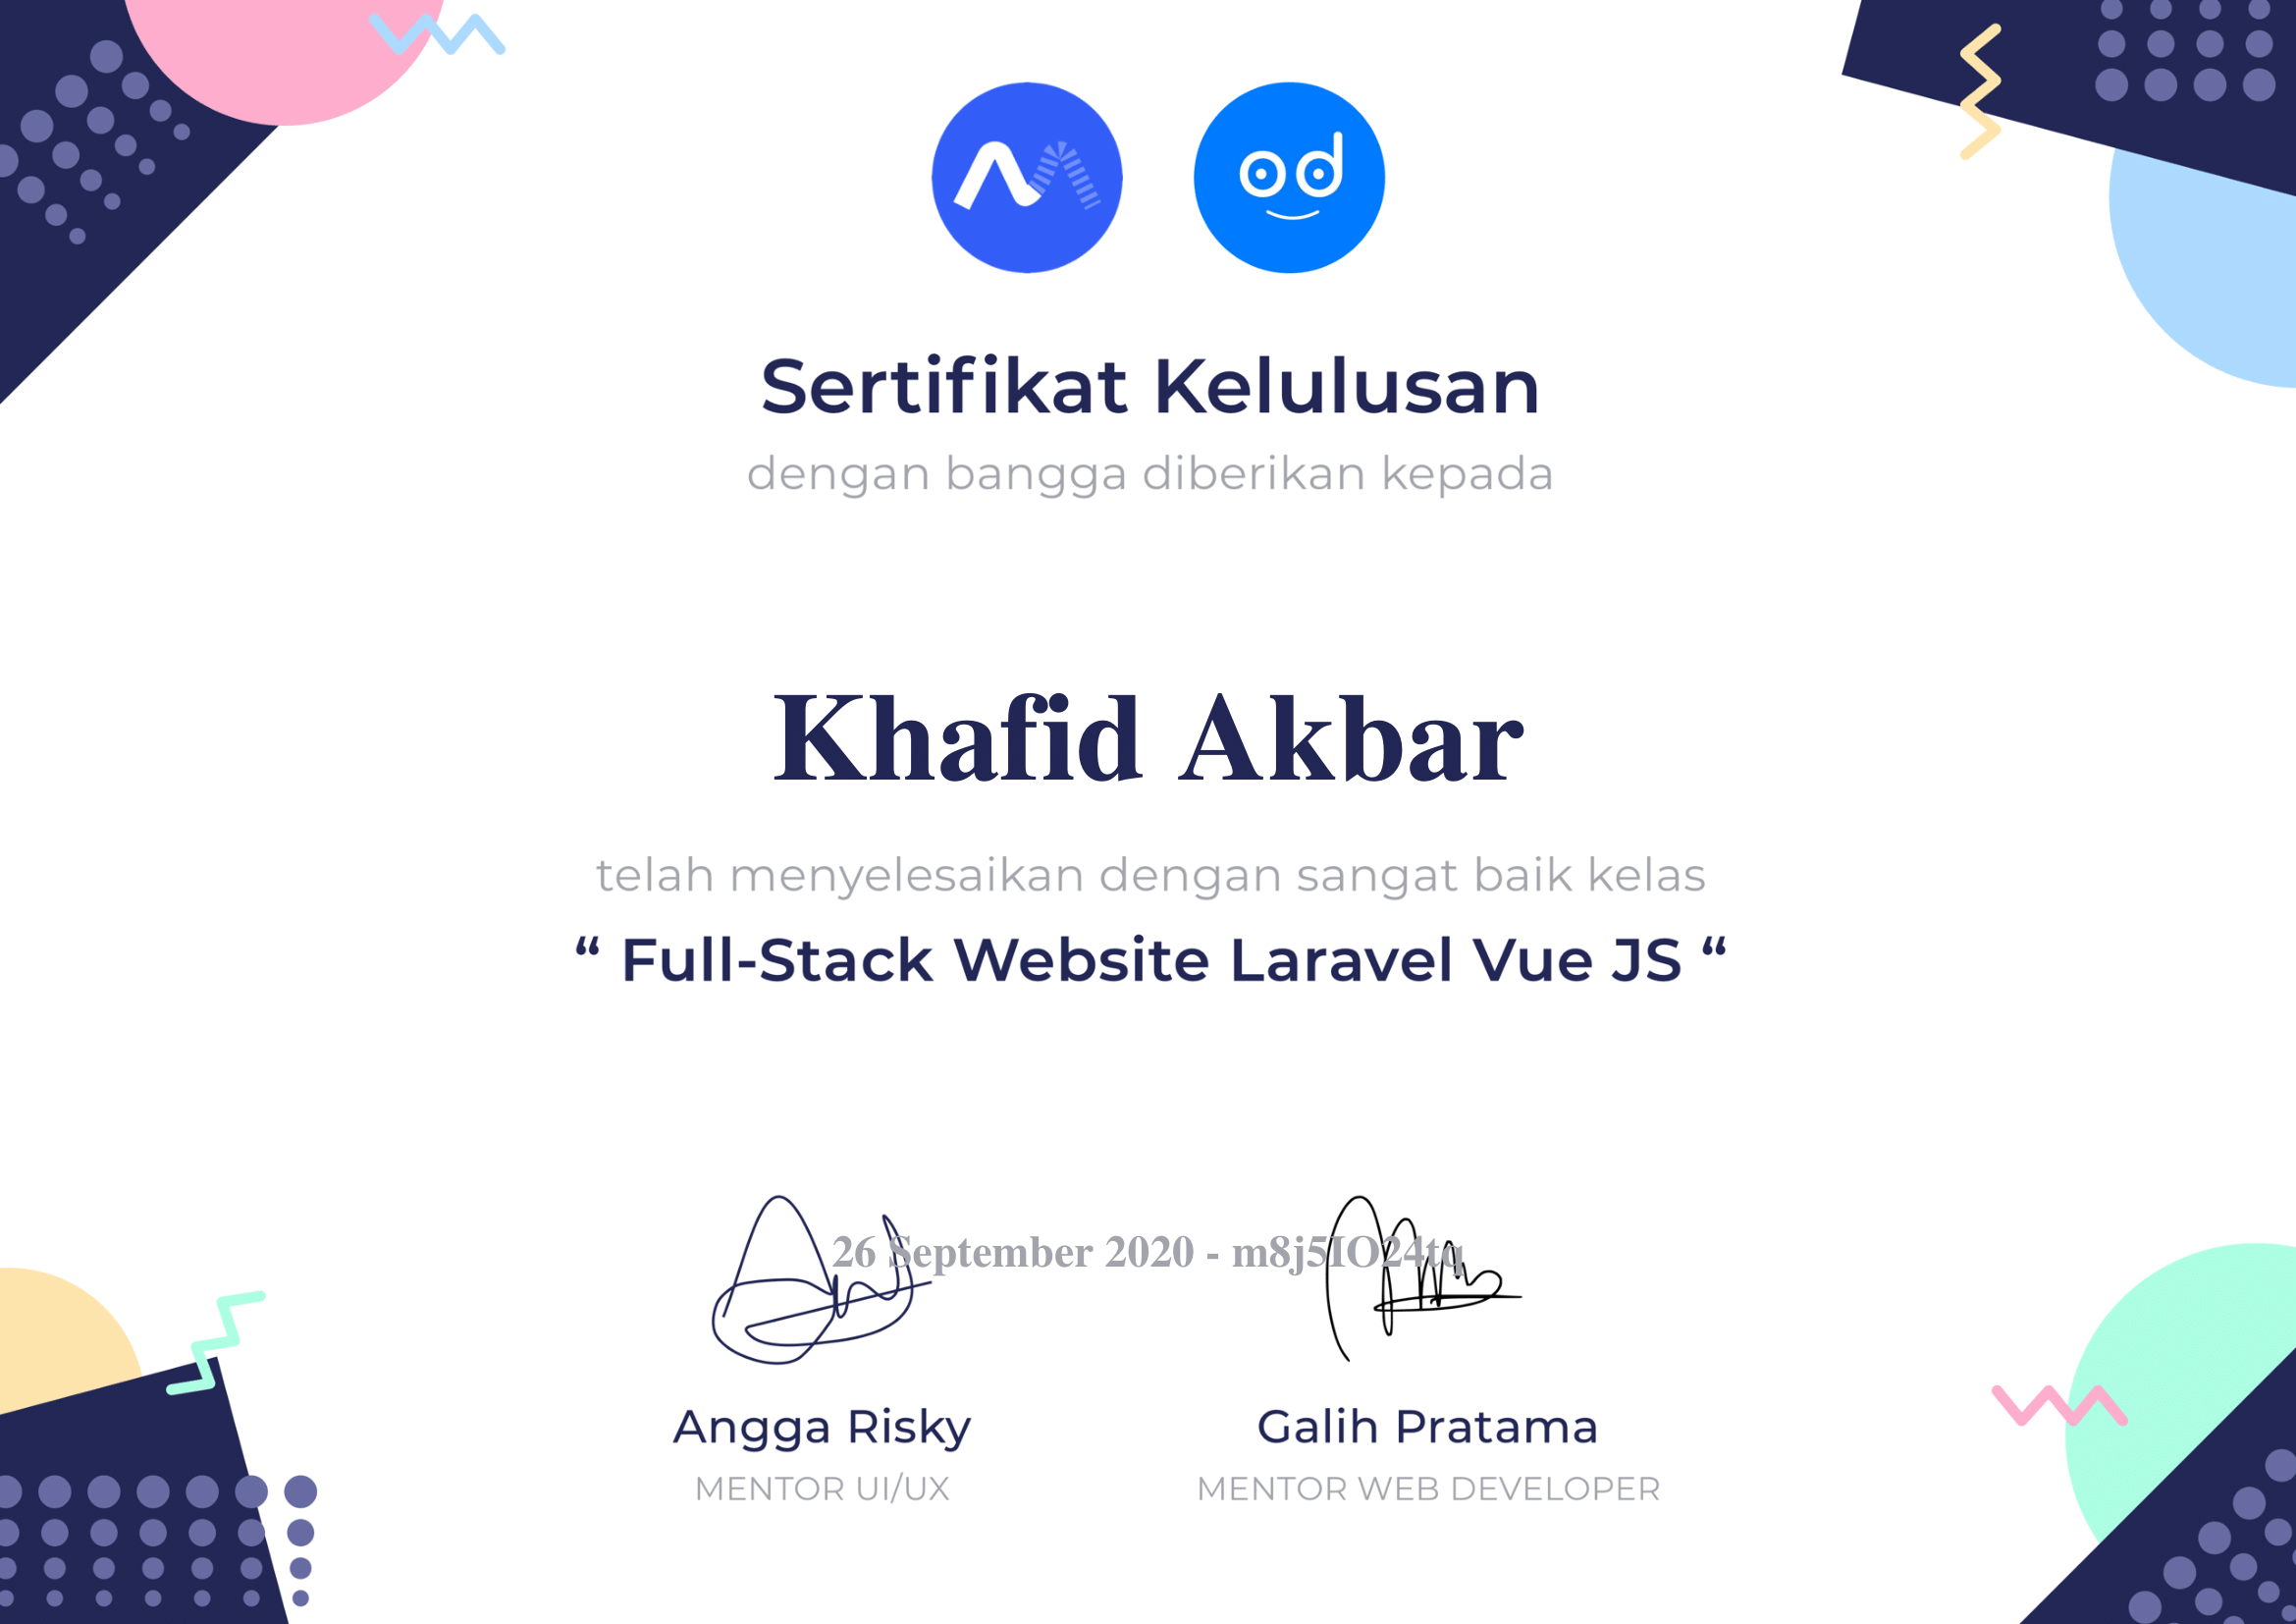 Sertifikat Kelulusan
dengan bangga diberikan kepada
Khafid Akbar
telah menyelesaikan dengan sangat baik kelas
“ Full-Stack Website Laravel Vue JS “
26 September 2020 - m8j5IO24tq
Angga Risky
Galih Pratama
MENTOR UI/UX
MENTOR WEB DEVELOPER